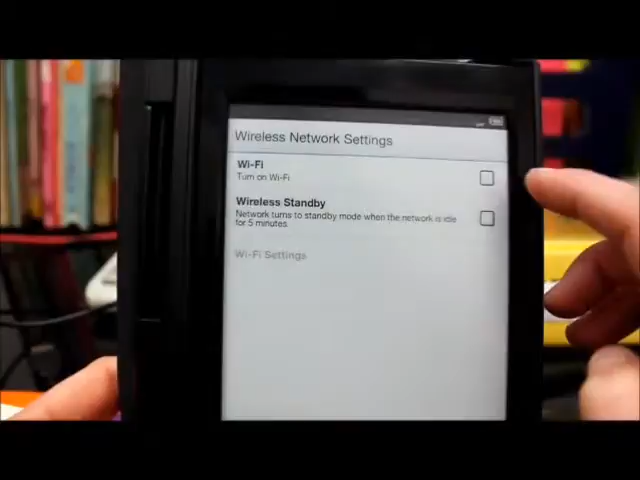 Wireless Network Settings
Wi-Fi
Turn on Wi-Fi
Wireless Standby
Network turns to standby mode when the network is idle
for 5 minutes
Wi-Fi Settings